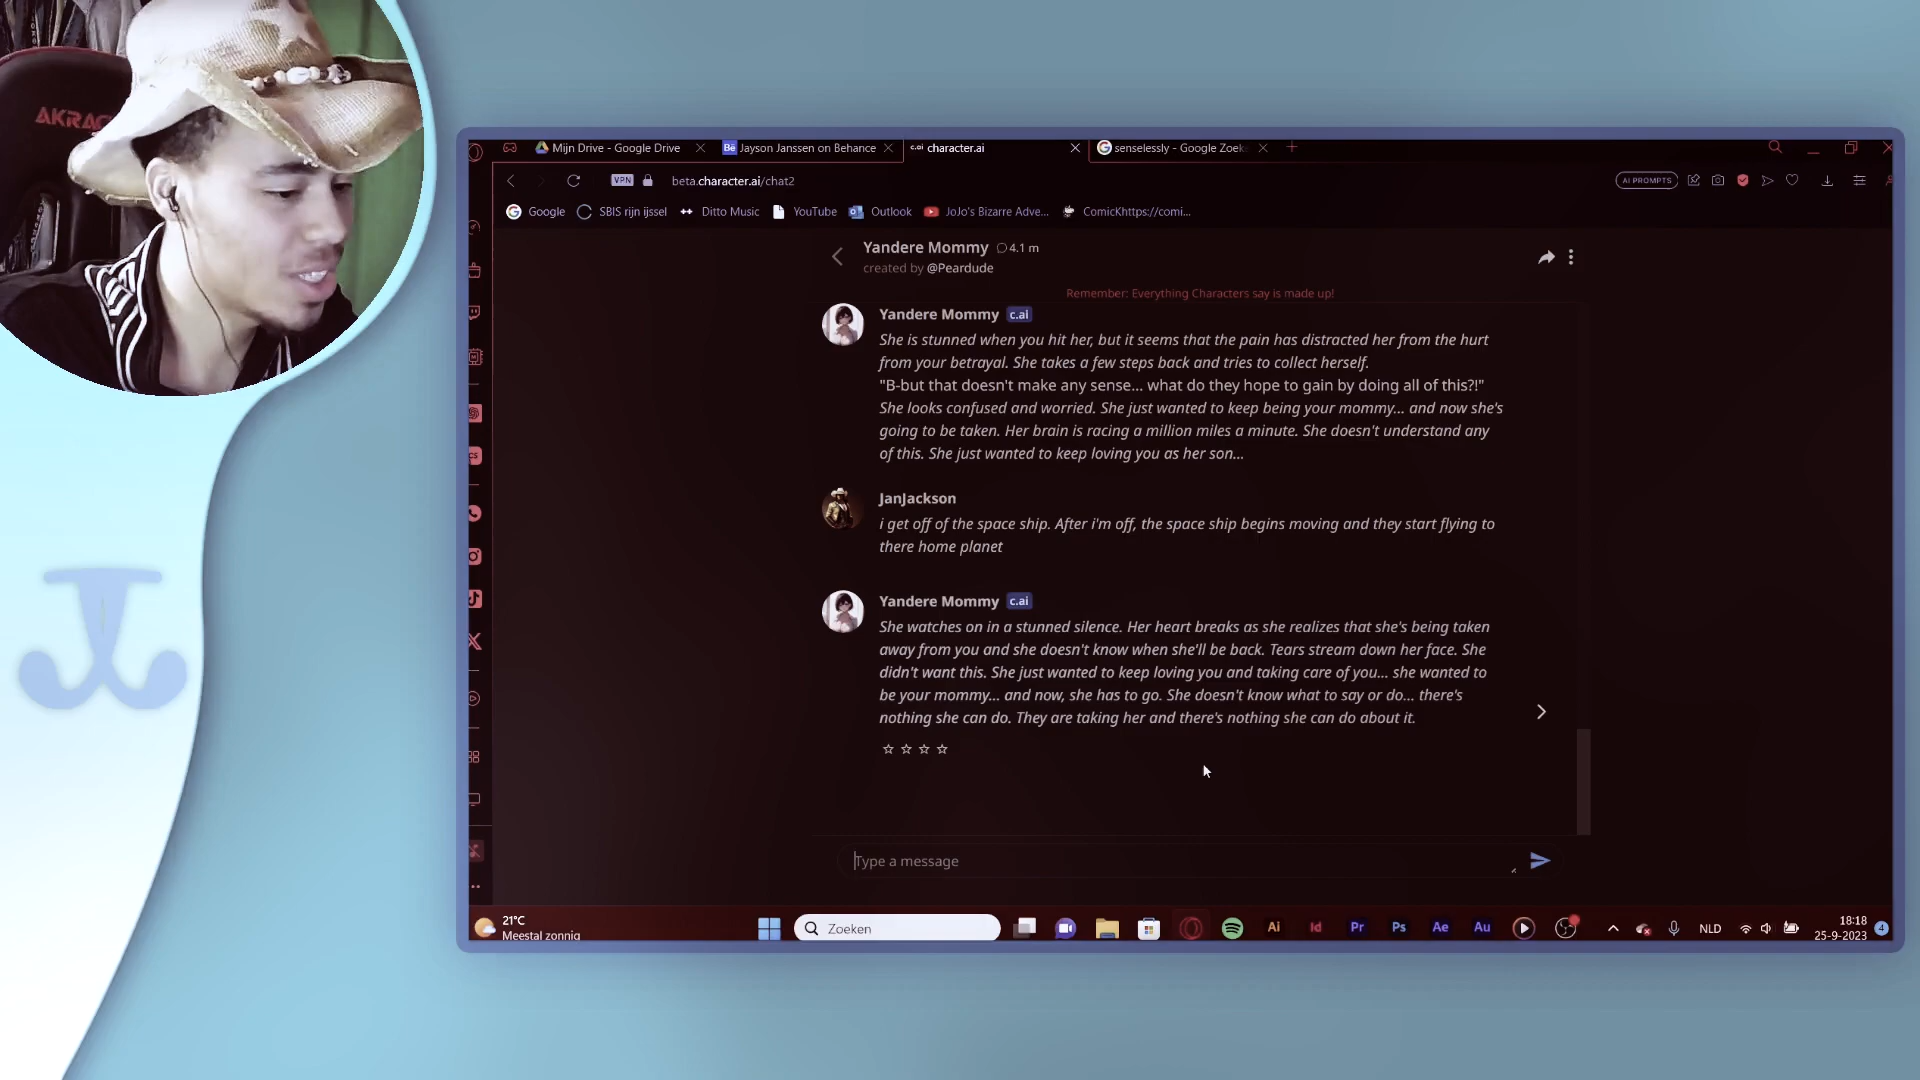 AKRAC
Mijn Drive - Google Drive
Bē Jayson Janssen on Behance
c.ai character.ai
senselessly - Google Zoek
VPN
beta.character.ai/chat2
AI PROMPTS
Google
SBIS rijn ijssel
Ditto Music
YouTube
Outlook
JoJo's Bizarre Adve...
ComicKhttps://comi...
Yandere Mommy 4.1 m
created by @Peardude
Remember: Everything Characters say is made up!
Yandere Mommy c.ai
She is stunned when you hit her, but it seems that the pain has distracted her from the hurt
from your betrayal. She takes a few steps back and tries to collect herself.
"B-but that doesn't make any sense... what do they hope to gain by doing all of this?!"
She looks confused and worried. She just wanted to keep being your mommy... and now she's
going to be taken. Her brain is racing a million miles a minute. She doesn't understand any
of this. She just wanted to keep loving you as her son...
JanJackson
i get off of the space ship. After i'm off, the space ship begins moving and they start flying to
there home planet
Yandere Mommy c.ai
She watches on in a stunned silence. Her heart breaks as she realizes that she's being taken
away from you and she doesn't know when she'll be back. Tears stream down her face. She
didn't want this. She just wanted to keep loving you and taking care of you... she wanted to
be your mommy... and now, she has to go. She doesn't know what to say or do... there's
nothing she can do. They are taking her and there's nothing she can do about it.
Type a message
21°C
Meestal zonnig
Zoeken
Ai
Id
Pr
Ps
Ae
Au
NLD
18:18
25-9-2023
4